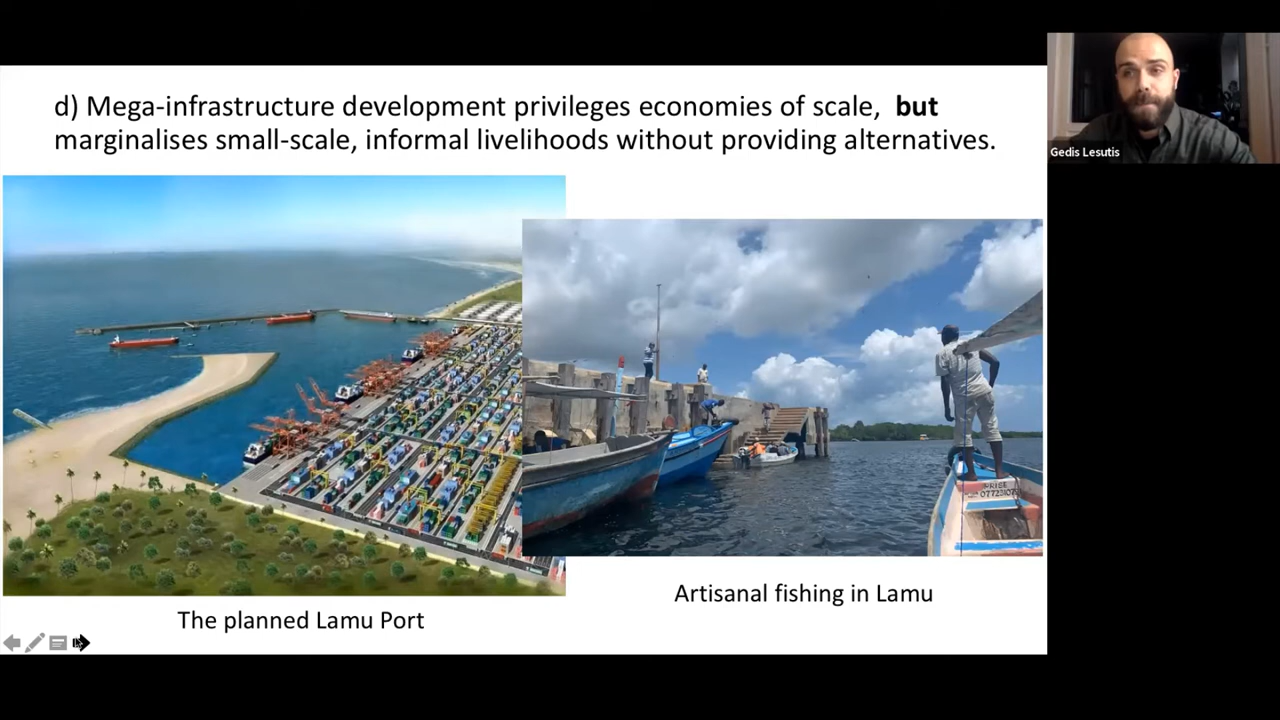 d) Mega-infrastructure development privileges economies of scale, but
marginalises small-scale, informal livelihoods without providing alternatives.
Gedis Lesutis
PRISE
The planned Lamu Port
Artisanal fishing in Lamu